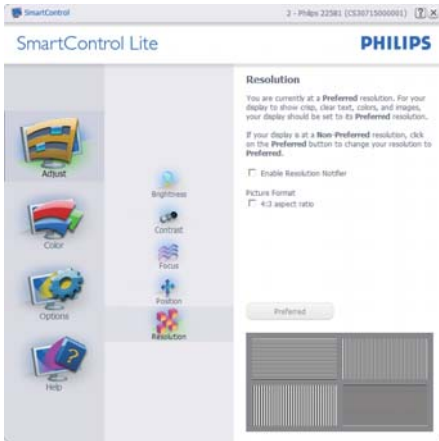 SmartControl
2 - Philips 225B1 (CS30715000001)
SmartControl Lite
PHILIPS
Adjust
Color
Options
Help
Brightness
Contrast
Focus
Position
Resolution
Resolution
You are currently at a Preferred resolution. For your
display to show crisp, clear text, colors, and images,
your display should be set to its Preferred resolution.
If your display is at a Non-Preferred resolution, click
on the Preferred button to change your resolution to
Preferred.
Enable Resolution Notifier
Picture Format
4:3 aspect ratio
Preferred